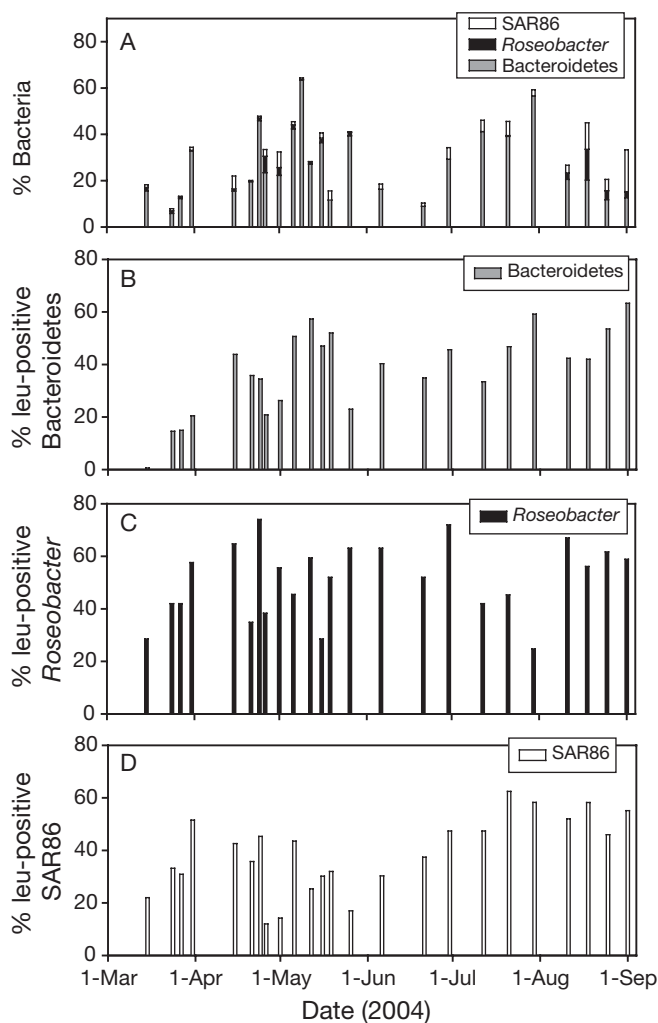 A
SAR86
Roseobacter
Bacteroidetes
80
60
40
20
0
% Bacteria
B
Bacteroidetes
80
60
40
20
0
% leu-positive
Bacteroidetes
C
Roseobacter
80
60
40
20
0
% leu-positive
Roseobacter
D
SAR86
80
60
40
20
0
% leu-positive
SAR86
1-Mar 1-Apr 1-May 1-Jun 1-Jul 1-Aug 1-Sep
Date (2004)